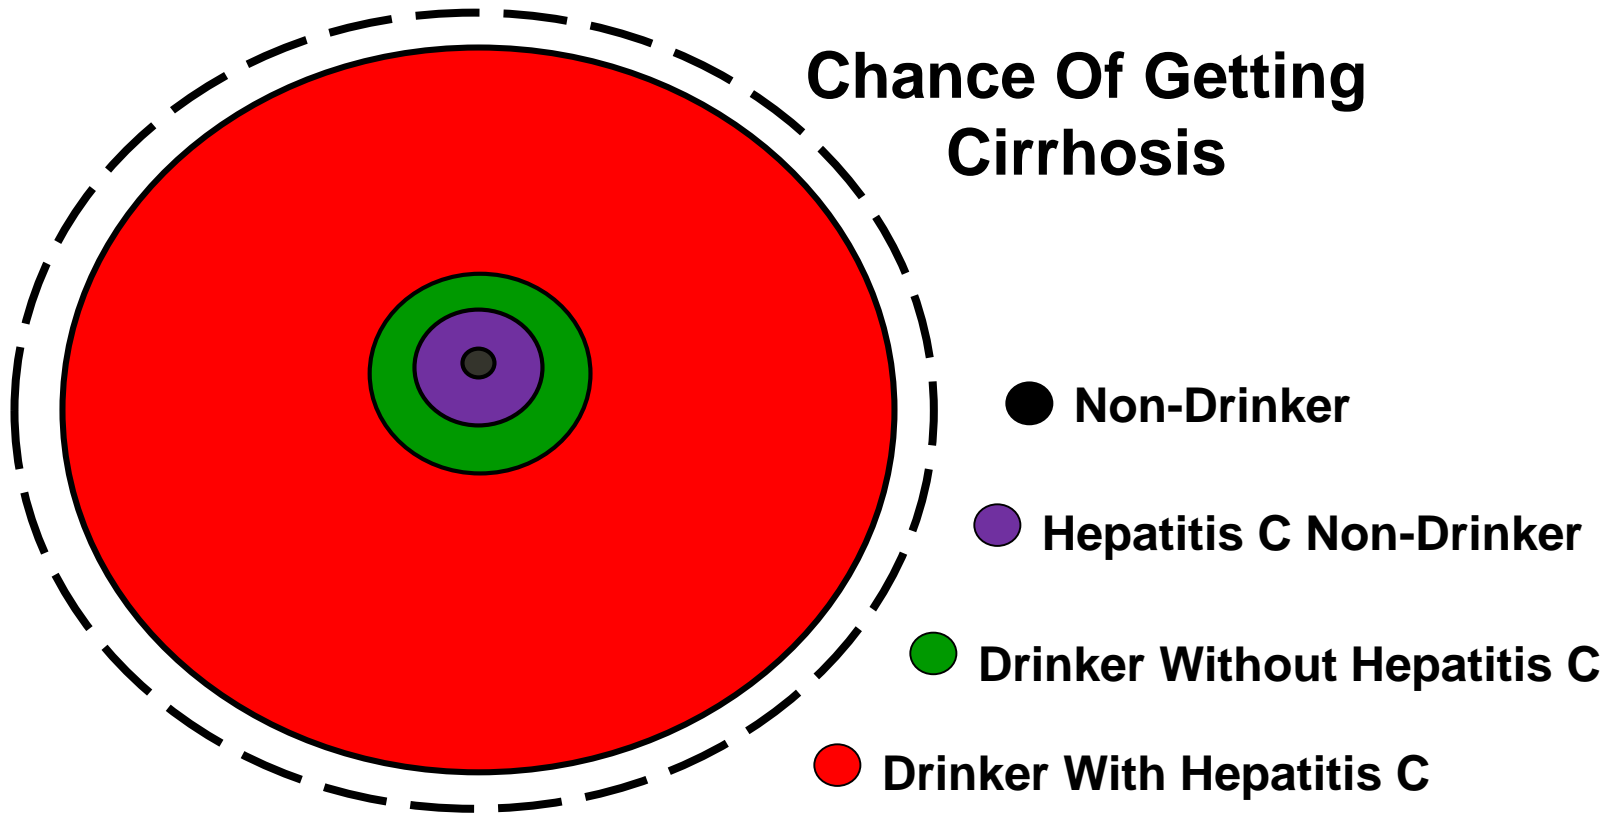 Chance Of Getting
Cirrhosis
Non-Drinker
Hepatitis C Non-Drinker
Drinker Without Hepatitis C
Drinker With Hepatitis C